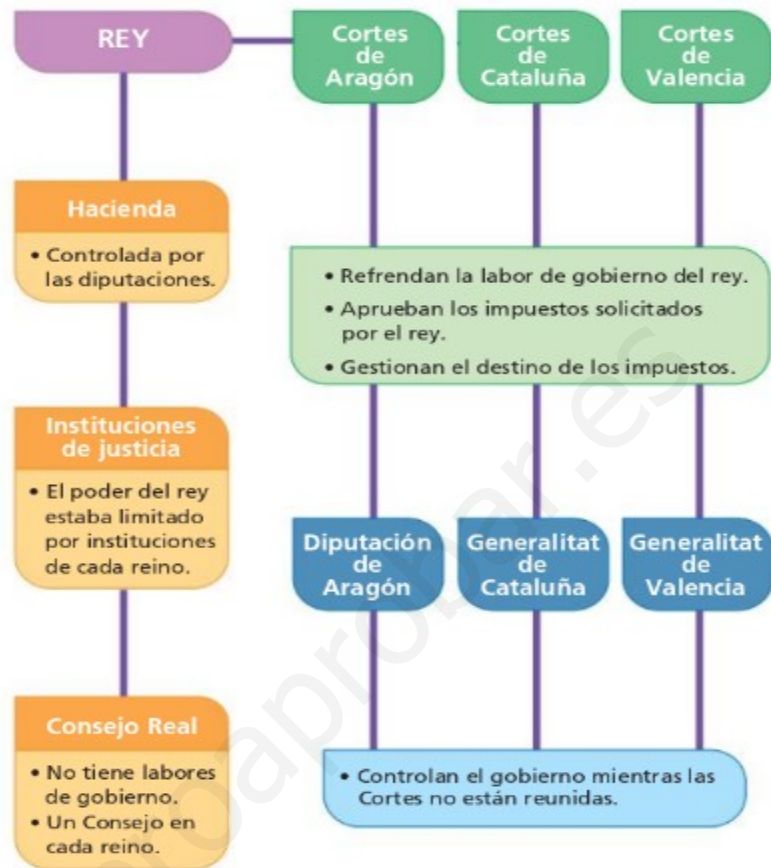 REY
Cortes
de
Aragón
Cortes
de
Cataluña
Cortes
de
Valencia
Hacienda
• Controlada por
las diputaciones.
• Refrendan la labor de gobierno del rey.
• Aprueban los impuestos solicitados
por el rey.
• Gestionan el destino de los impuestos.
Instituciones
de justicia
• El poder del rey
estaba limitado
por instituciones
de cada reino.
Diputación
de
Aragón
Generalitat
de
Cataluña
Generalitat
de
Valencia
Consejo Real
• No tiene labores
de gobierno.
• Un Consejo en
cada reino.
• Controlan el gobierno mientras las
Cortes no están reunidas.
oaprobar.es